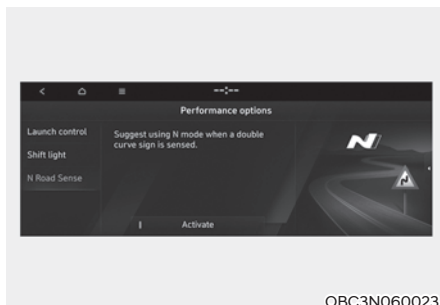 --:--
Performance options
Launch control
Shift light
N Road Sense
Suggest using N mode when a double
curve sign is sensed.
N
Activate
OBC3N060023